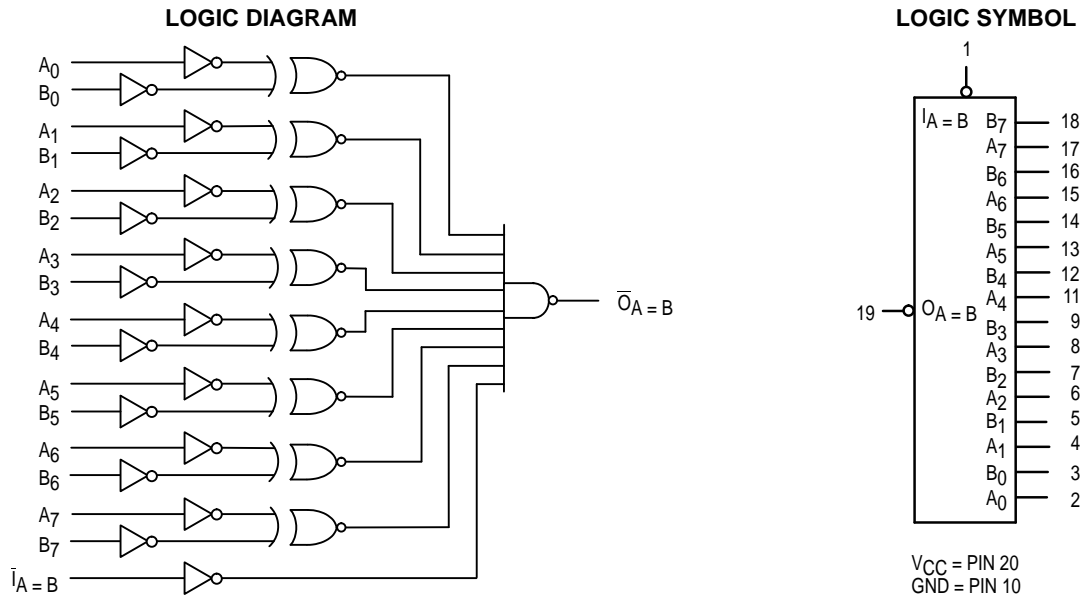 LOGIC DIAGRAM
A0
B0
A1
B1
A2
B2
A3
B3
A4
B4
A5
B5
A6
B6
A7
B7
ĪA = B
O̅A = B
LOGIC SYMBOL
1
IA = B
B7 18
A7 17
B6 16
A6 15
B5 14
A5 13
B4 12
A4 11
19 OA = B
B3 9
A3 8
B2 7
A2 6
B1 5
A1 4
B0 3
A0 2
VCC = PIN 20
GND = PIN 10